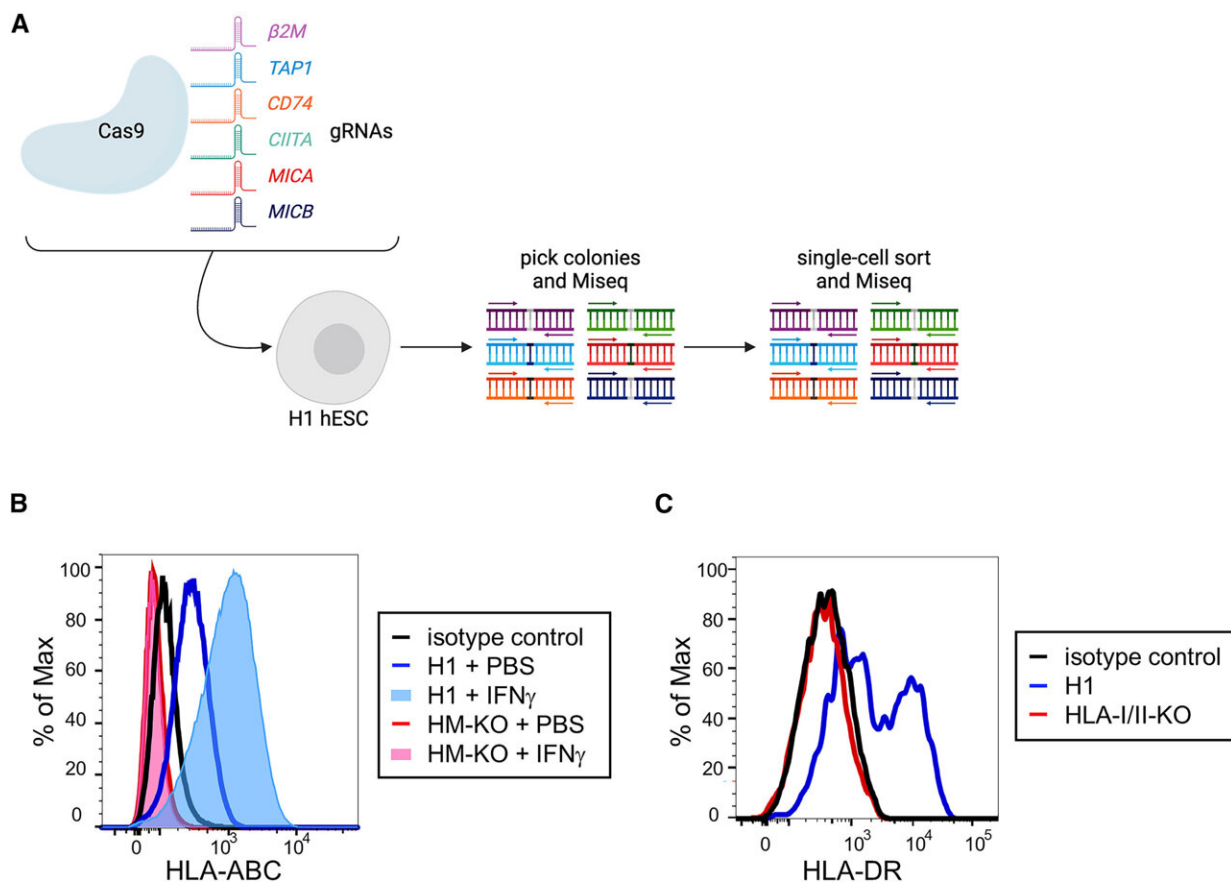 A
β2M
TAP1
CD74
CIITA
MICA
MICB
Cas9
gRNAs
H1 hESC
pick colonies
and Miseq
single-cell sort
and Miseq
B
% of Max
100
80
60
40
20
0
0
10³
10⁴
HLA-ABC
isotype control
H1 + PBS
H1 + IFNγ
HM-KO + PBS
HM-KO + IFNγ
C
% of Max
100
80
60
40
20
0
0
10³
10⁴
10⁵
HLA-DR
isotype control
H1
HLA-I/II-KO